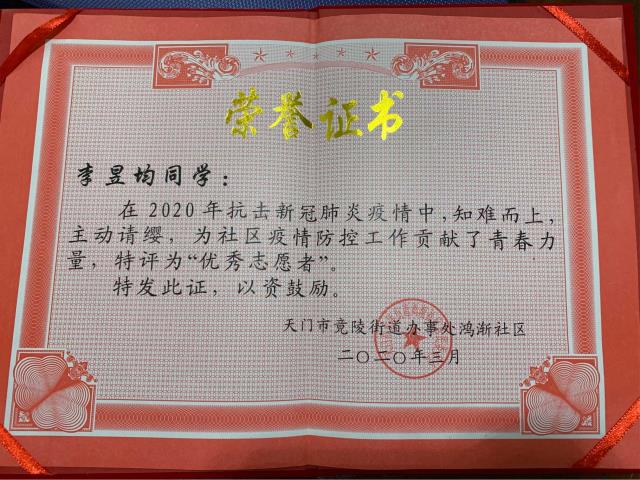 荣誉证书
李昱均同学：
在2020年抗击新冠肺炎疫情中,知难而上,
主动请缨，为社区疫情防控工作贡献了青春力
量，特评为“优秀志愿者”。
特发此证，以资鼓励。
天门市竟陵街道办事处鸿渐社区
二〇二〇年三月